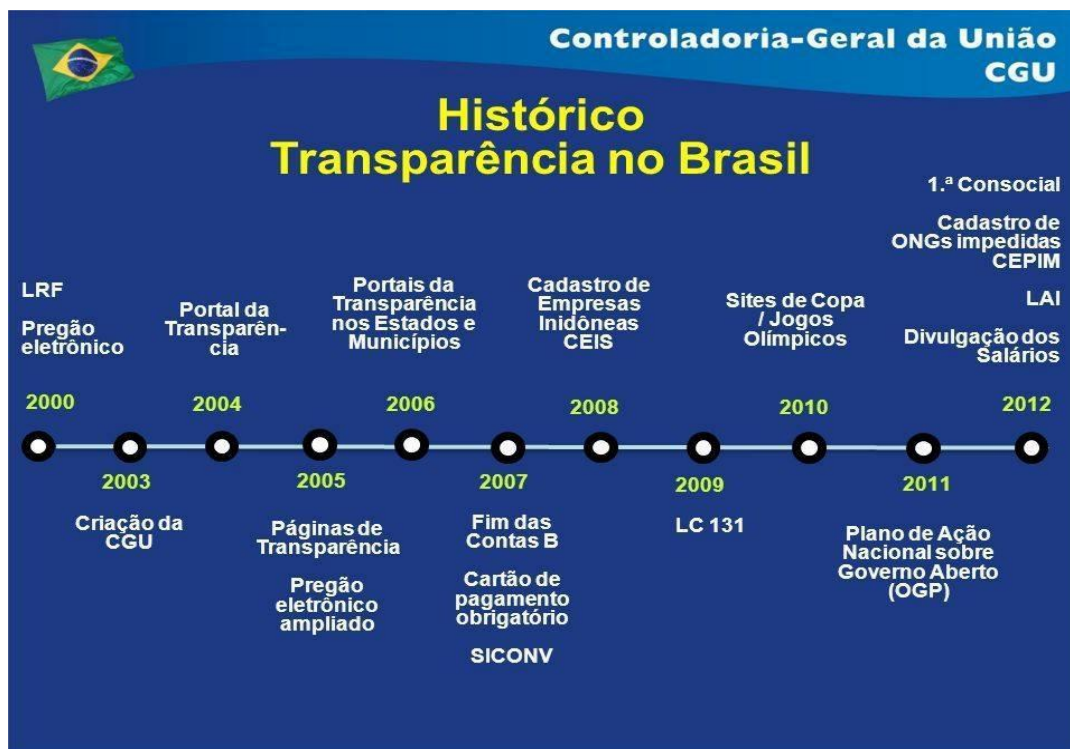 Controladoria-Geral da União
CGU
Histórico
Transparência no Brasil
LRF
Pregão
eletrônico
2000
2003
Criação da
CGU
Portal da
Transparên-
cia
2004
2005
Páginas de
Transparência
Pregão
eletrônico
ampliado
Portais da
Transparência
nos Estados e
Municípios
2006
2007
Fim das
Contas B
Cartão de
pagamento
obrigatório
SICONV
Cadastro de
Empresas
Inidôneas
CEIS
2008
2009
LC 131
Sites de Copa
/ Jogos
Olímpicos
2010
2011
Plano de Ação
Nacional sobre
Governo Aberto
(OGP)
1.ª Consocial
Cadastro de
ONGs impedidas
CEPIM
LAI
Divulgação dos
Salários
2012